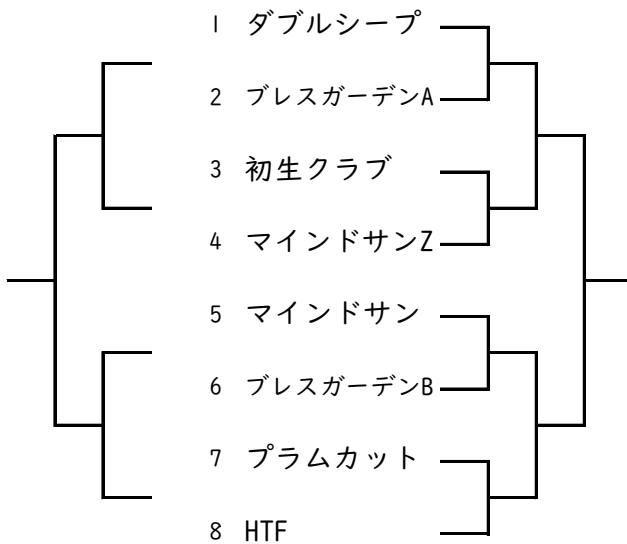 1 ダブルシープ
2 ブレスガーデンA
3 初生クラブ
4 マインドサンZ
5 マインドサン
6 ブレスガーデンB
7 プラムカット
8 HTF